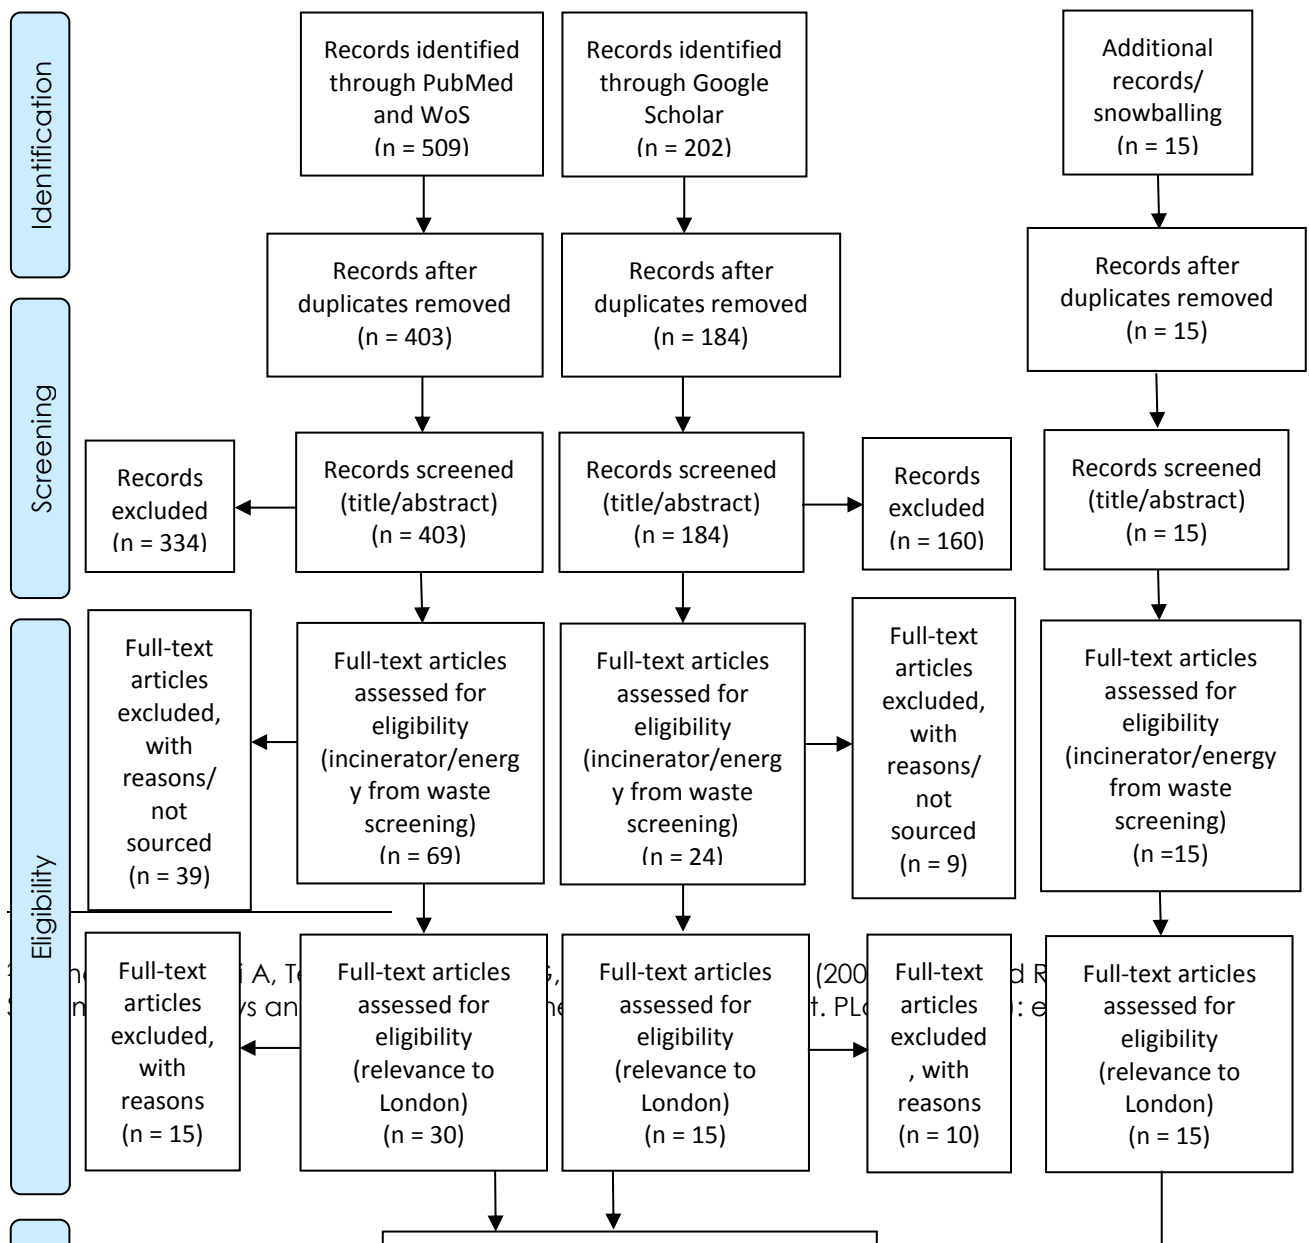 Identification
Records identified
through PubMed
and WoS
(n = 509)
Records identified
through Google
Scholar
(n = 202)
Additional
records/
snowballing
(n = 15)
Records after
duplicates removed
(n = 403)
Records after
duplicates removed
(n = 184)
Records after
duplicates removed
(n = 15)
Screening
Records
excluded
(n = 334)
Records screened
(title/abstract)
(n = 403)
Records screened
(title/abstract)
(n = 184)
Records
excluded
(n = 160)
Records screened
(title/abstract)
(n = 15)
Eligibility
Full-text
articles
excluded,
with
reasons/
not
sourced
(n = 39)
Full-text articles
assessed for
eligibility
(incinerator/energ
y from waste
screening)
(n = 69)
Full-text articles
assessed for
eligibility
(incinerator/energ
y from waste
screening)
(n = 24)
Full-text
articles
excluded,
with
reasons/
not
sourced
(n = 9)
Full-text articles
assessed for
eligibility
(incinerator/energy
from waste
screening)
(n =15)
Full-text
articles
excluded,
with
reasons
(n = 15)
Full-text articles
assessed for
eligibility
(relevance to
London)
(n = 30)
Full-text articles
assessed for
eligibility
(relevance to
London)
(n = 15)
Full-text
articles
excluded
, with
reasons
(n = 10)
Full-text articles
assessed for
eligibility
(relevance to
London)
(n = 15)